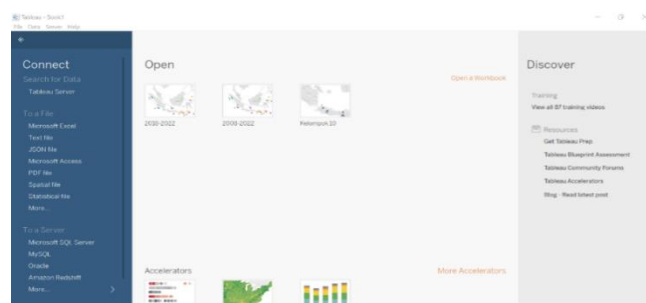 Tableau - Book1
File Data Server Help
Connect
Search for Data
Tableau Server
To a File
Microsoft Excel
Text file
JSON file
Microsoft Access
PDF file
Spatial file
Statistical file
More...
To a Server
Microsoft SQL Server
MySQL
Oracle
Amazon Redshift
More...
Open
Open a Workbook
2000-2022
Kelompok 20
Accelerators
More Accelerators
Discover
Training
View all 87 training videos
Resources
Get Tableau Prep
Tableau Blueprint Assessment
Tableau Community Forums
Tableau Accelerators
Blog - Read latest post